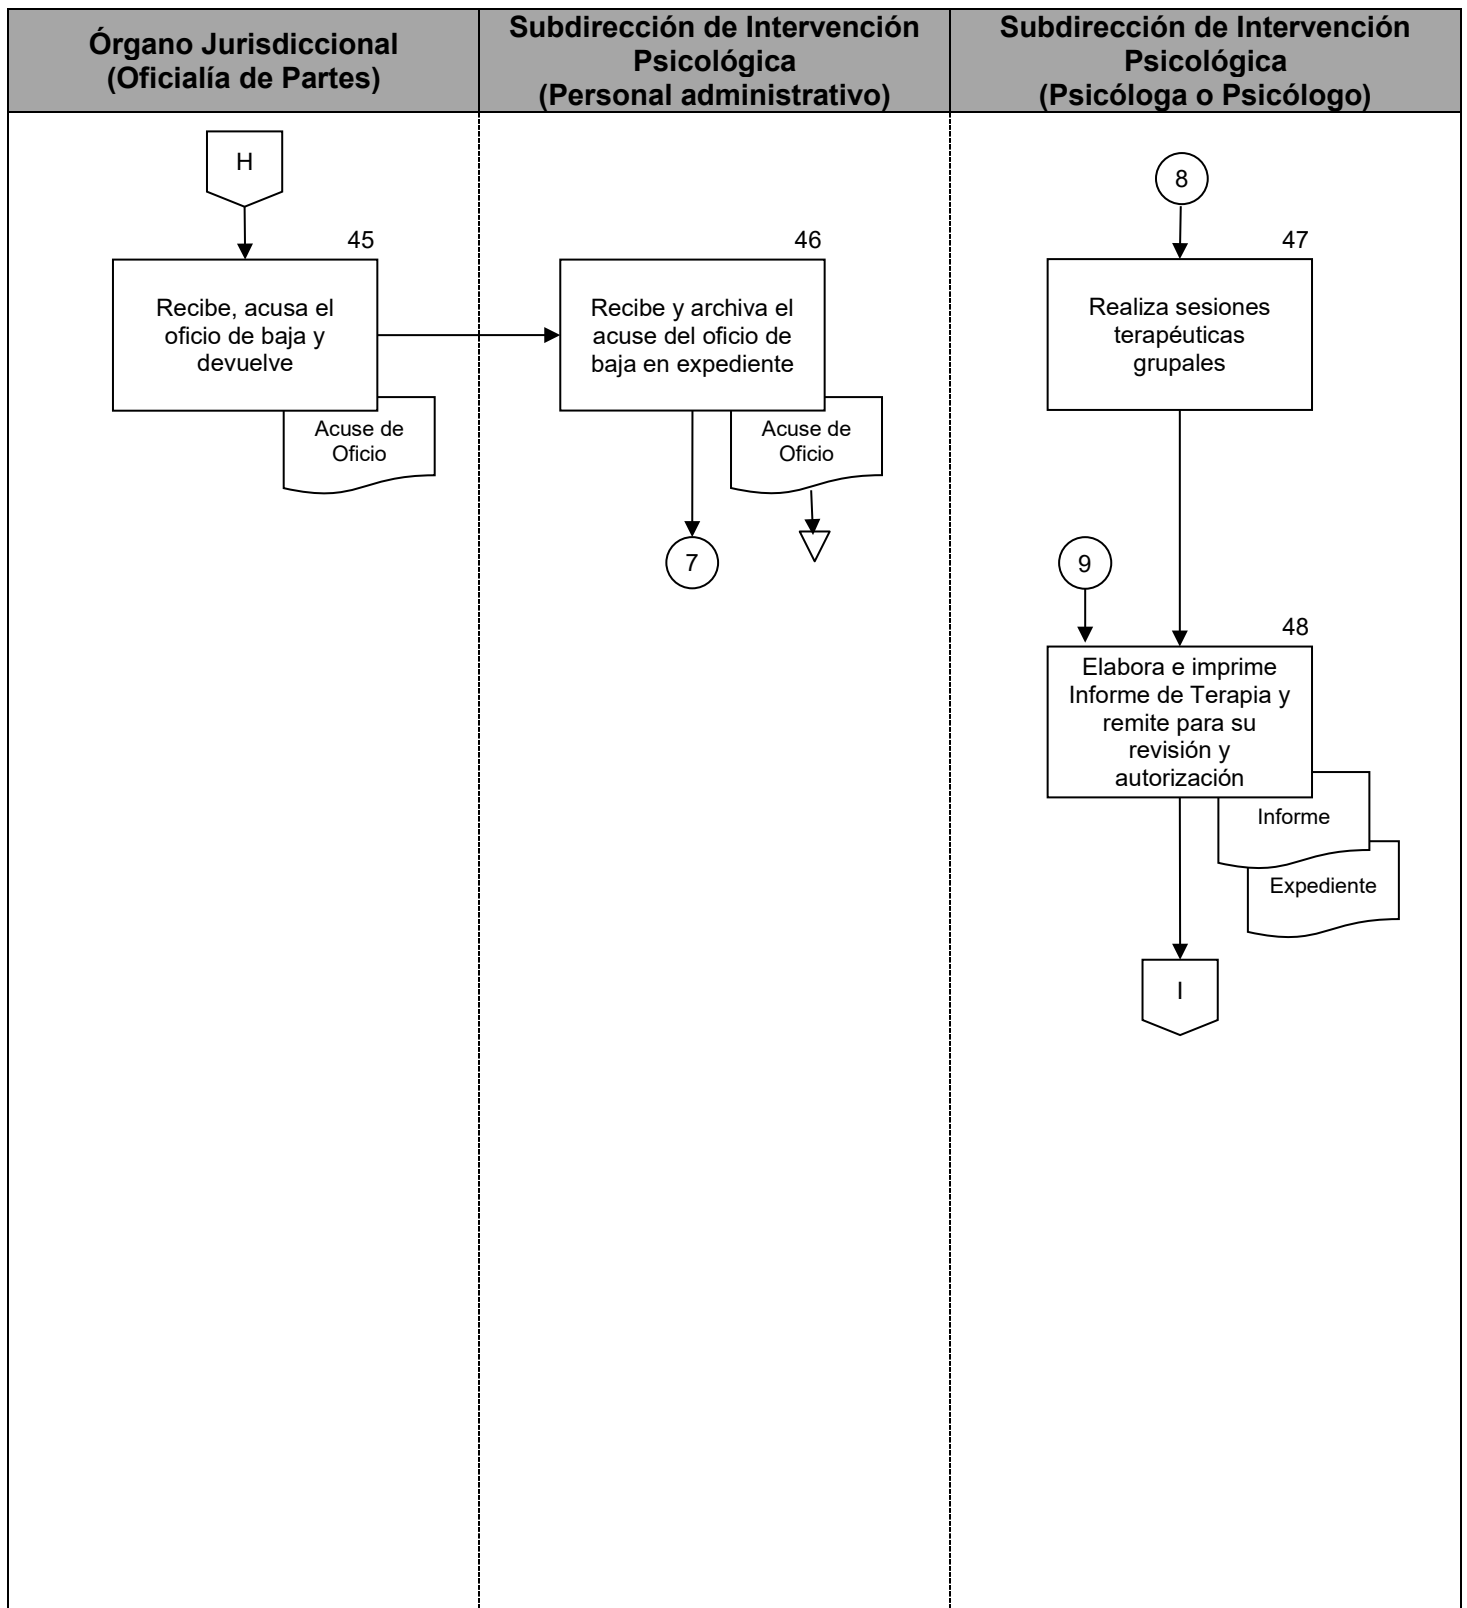 Órgano Jurisdiccional
(Oficialía de Partes)
Subdirección de Intervención
Psicológica
(Personal administrativo)
Subdirección de Intervención
Psicológica
(Psicóloga o Psicólogo)
H
45
Recibe, acusa el
oficio de baja y
devuelve
Acuse de
Oficio
46
Recibe y archiva el
acuse del oficio de
baja en expediente
Acuse de
Oficio
7
8
47
Realiza sesiones
terapéuticas
grupales
9
48
Elabora e imprime
Informe de Terapia y
remite para su
revisión y
autorización
Informe
Expediente
I